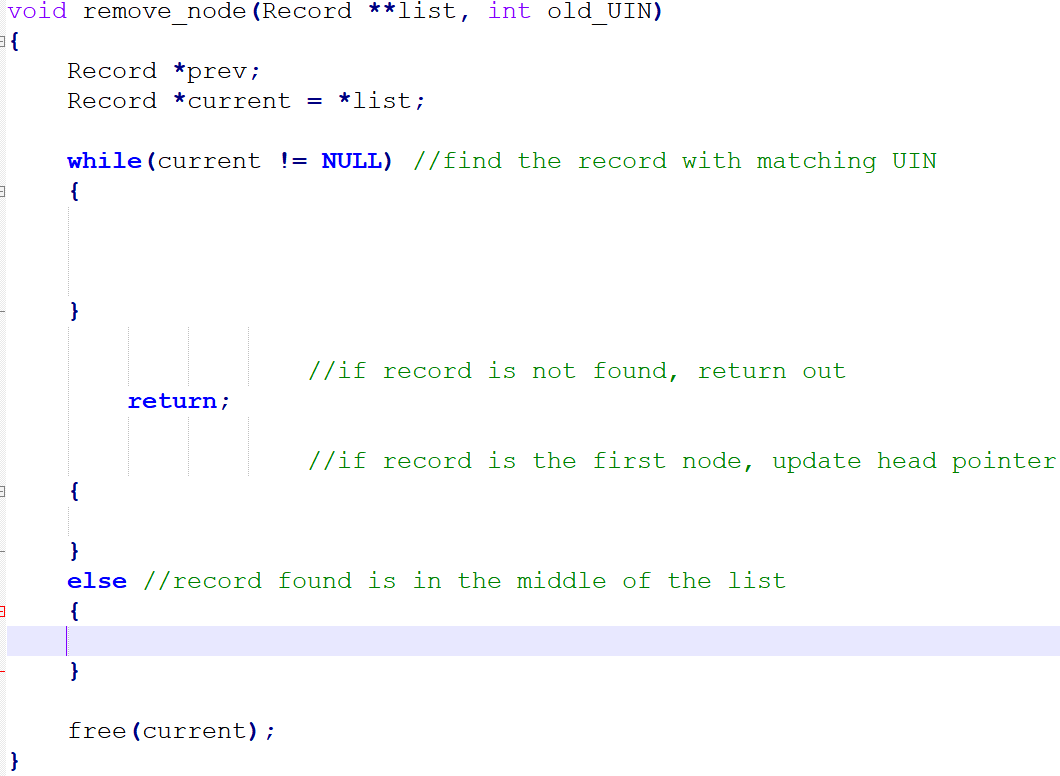 void remove_node(Record **list, int old_UIN)
{
    Record *prev;
    Record *current = *list;
    while(current != NULL) //find the record with matching UIN
    {
    }
                //if record is not found, return out
        return;
                //if record is the first node, update head pointer
    {
    }
    else //record found is in the middle of the list
    {
    }
    free(current);
}